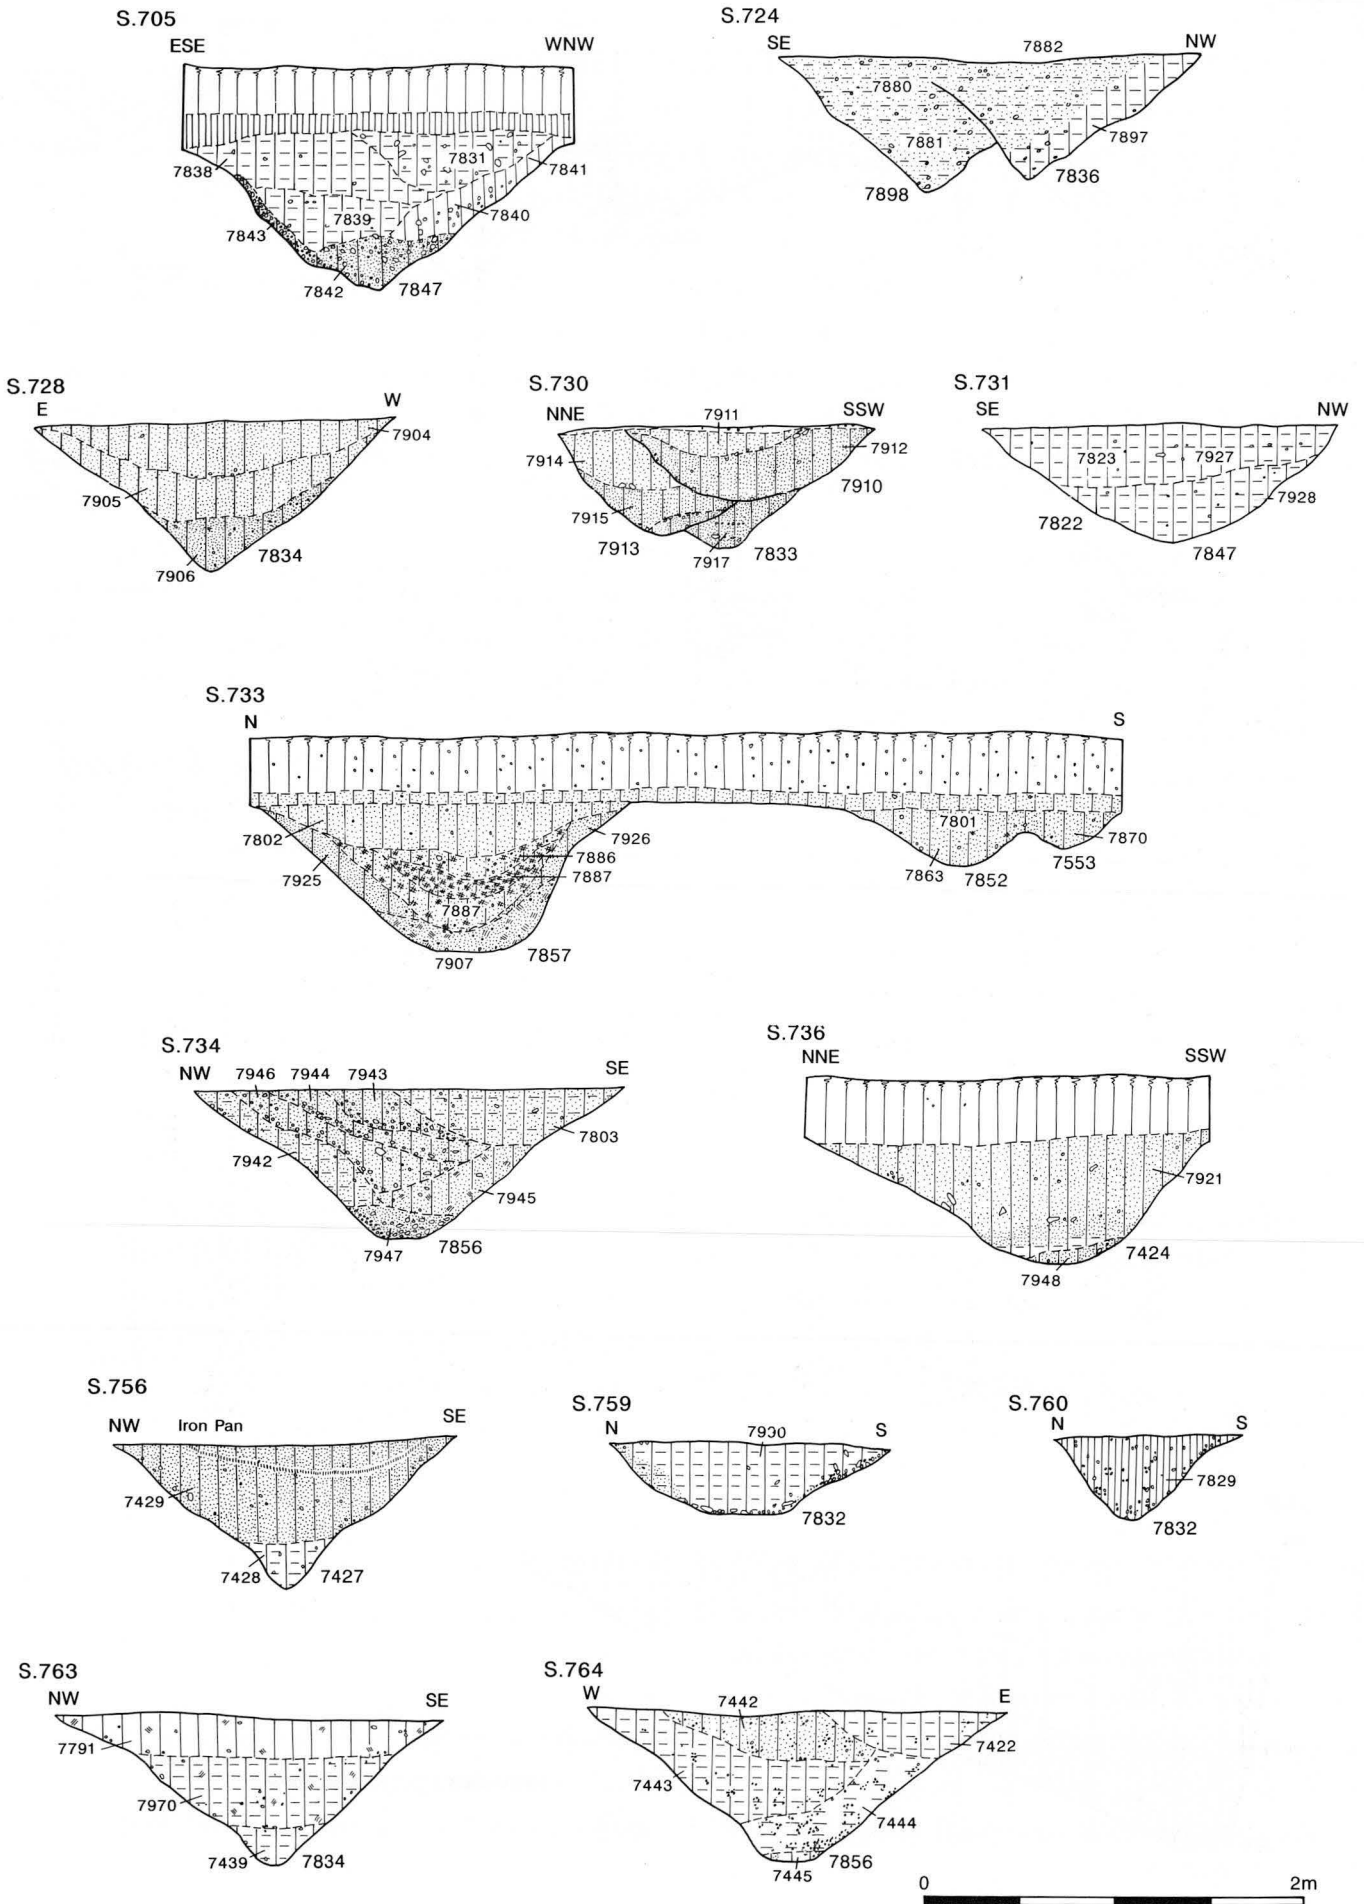 S.705
ESE WNW
7831
7838 7841
7839 7840
7843
7842 7847
S.724
SE 7882 NW
7880
7881 7897
7898 7836
S.728
E W
7904
7905
7906 7834
S.730
NNE 7911 SSW
7914 7912
7910
7915
7913 7917 7833
S.731
SE NW
7823 7927
7928
7822
7847
S.733
N S
7802 7926 7801 7870
7886
7925 7887 7863 7852 7553
7887
7907 7857
S.734
NW 7946 7944 7943 SE
7803
7942
7945
7947 7856
S.736
NNE SSW
7921
7424
7948
S.756
NW Iron Pan SE
7429
7428 7427
S.759
N 7930 S
7832
S.760
N S
7829
7832
S.763
NW SE
7791
7970
7439 7834
S.764
W 7442 E
7422
7443
7444
7445 7856
0 2m